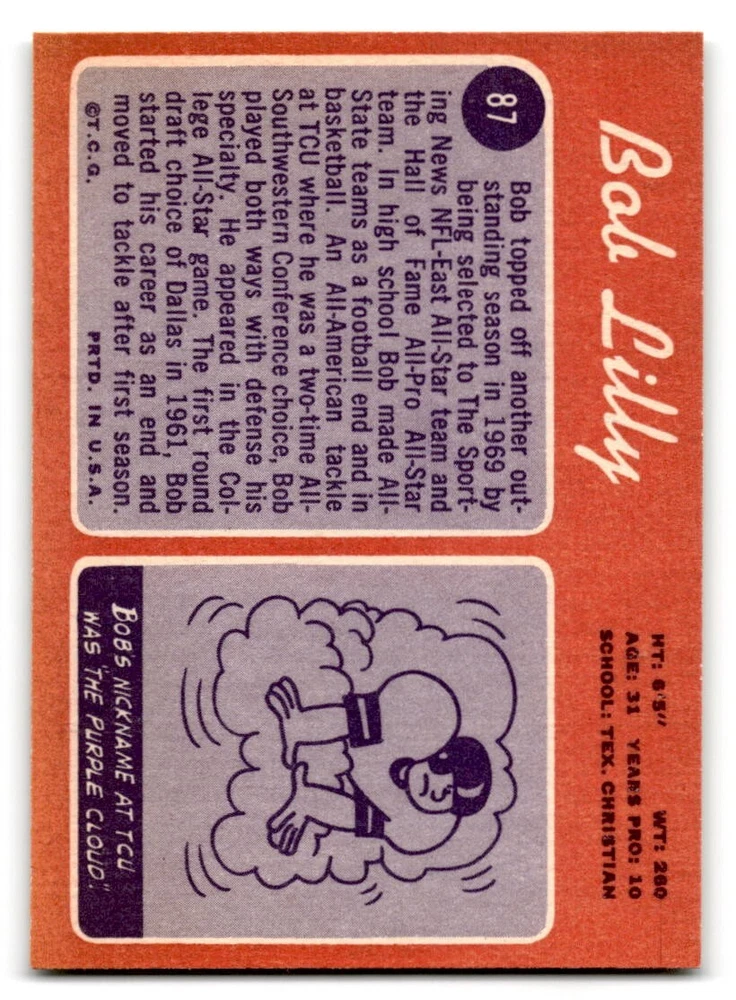 Bob Lilly
HT: 6'5" WT: 260
AGE: 31 YEARS PRO: 10
SCHOOL: TEX. CHRISTIAN
87
Bob topped off another out-
standing season in 1969 by
being selected to The Sport-
ing News NFL-East All-Star team and
the Hall of Fame All-Pro All-Star
team. In high school Bob made All-
State teams as a football end and in
basketball. An All-American tackle
at TCU where he was a two-time All-
Southwestern Conference choice, Bob
played both ways with defense his
specialty. He appeared in the Col-
lege All-Star game. The first round
draft choice of Dallas in 1961, Bob
started his career as an end and
moved to tackle after first season.
©T.C.G. PRTD. IN U.S.A.
BOB'S NICKNAME AT TCU
WAS "THE PURPLE CLOUD."